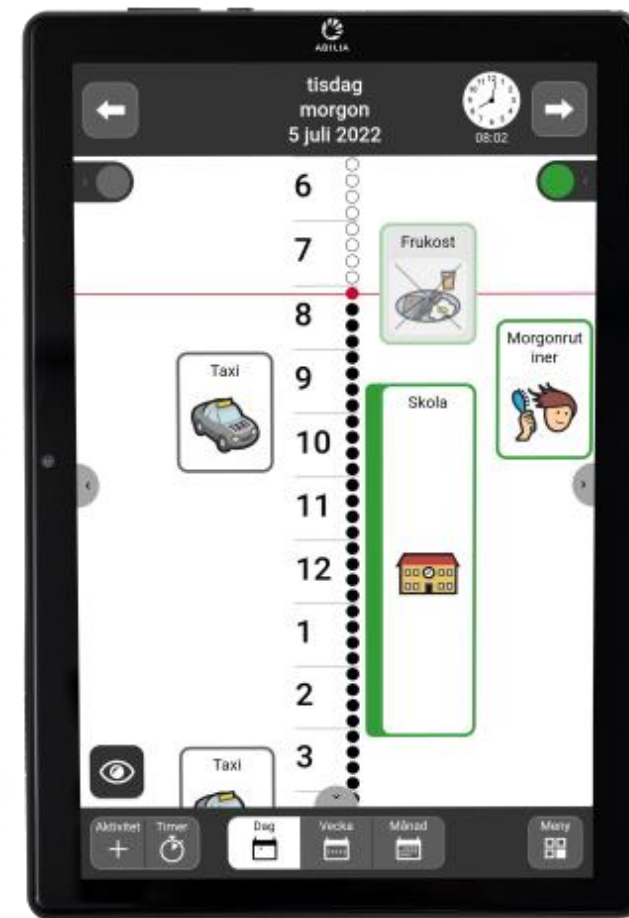 ABILIA
tisdag
morgon
5 juli 2022
08:02
6
7
8
9
10
11
12
1
2
3
Frukost
Morgonrut
iner
Taxi
Skola
Taxi
Aktivitet
Timer
Dag
Vecka
Månad
Meny